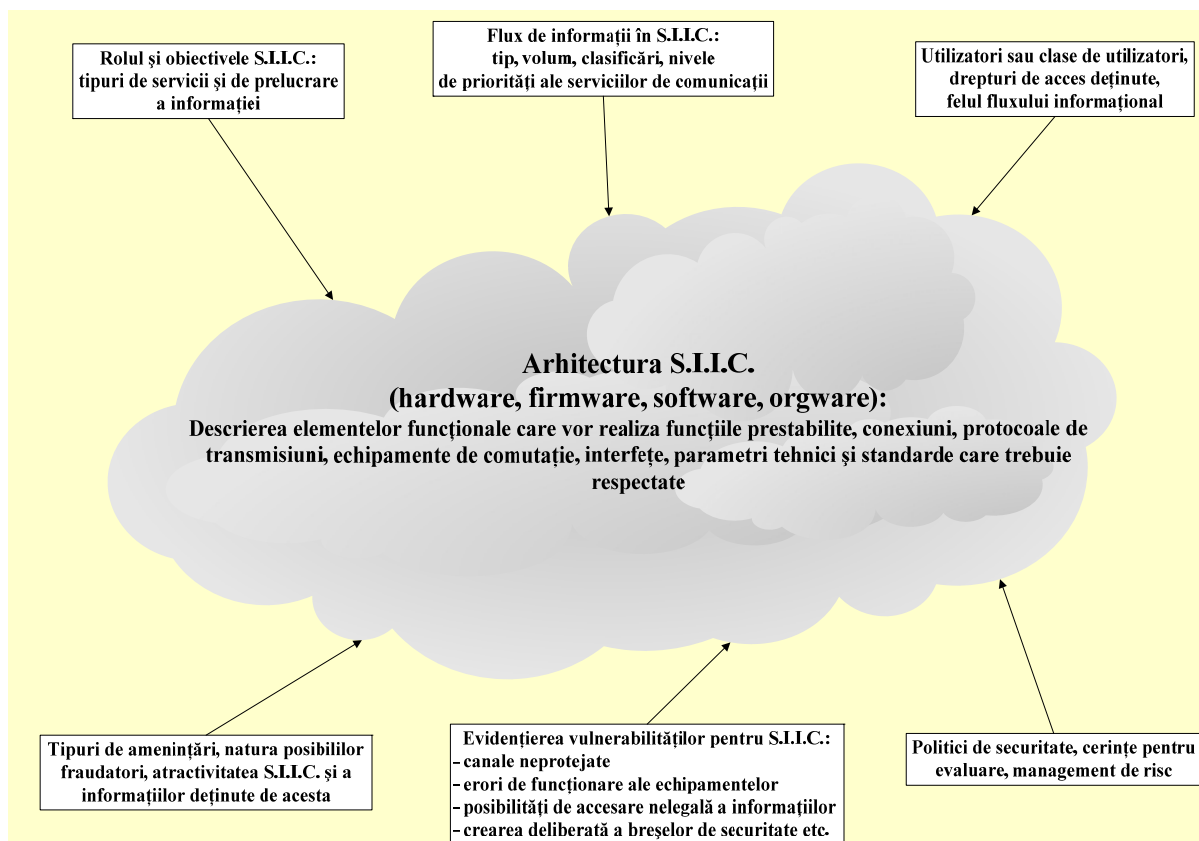 Rolul şi obiectivele S.I.I.C.:
tipuri de servicii şi de prelucrare
a informaţiei
Flux de informaţii în S.I.I.C.:
tip, volum, clasificări, nivele
de priorităţi ale serviciilor de comunicaţii
Utilizatori sau clase de utilizatori,
drepturi de acces deţinute,
felul fluxului informaţional
Arhitectura S.I.I.C.
(hardware, firmware, software, orgware):
Descrierea elementelor funcţionale care vor realiza funcţiile prestabilite, conexiuni, protocoale de
transmisiuni, echipamente de comutaţie, interfeţe, parametri tehnici şi standarde care trebuie
respectate
Tipuri de ameninţări, natura posibililor
fraudatori, atractivitatea S.I.I.C. şi a
informaţiilor deţinute de acesta
Evidenţierea vulnerabilităţilor pentru S.I.I.C.:
- canale neprotejate
- erori de funcţionare ale echipamentelor
- posibilităţi de accesare nelegală a informaţiilor
- crearea deliberată a breşelor de securitate etc.
Politici de securitate, cerinţe pentru
evaluare, management de risc